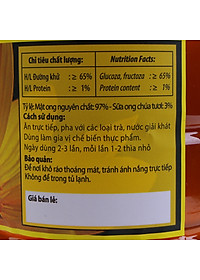 Chỉ tiêu chất lượng:
Nutrition Facts:
H/L Đường khử : ≥ 65%
Glucoza, fructoza : ≥ 65%
H/L Protein : ≥ 1%
Protein content : ≥ 1%
Tỷ lệ: Mật ong nguyên chất: 97% - Sữa ong chúa tươi: 3%
Cách sử dụng:
Ăn trực tiếp, pha với các loại trà, nước giải khát
Dùng làm gia vị chế biến thực phẩm.
Ngày dùng 2-3 lần, mỗi lần 1-2 thìa nhỏ
Bảo quản:
Để nơi khô ráo thoáng mát, tránh ánh nắng trực tiếp
Không để trong tủ lạnh.
Giá bán lẻ: